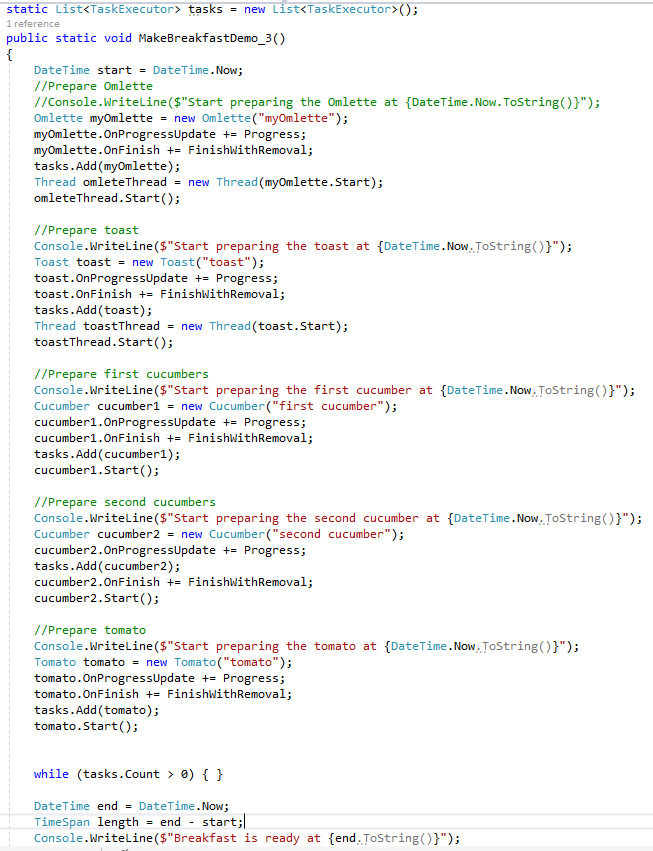 static List<TaskExecutor> tasks = new List<TaskExecutor>();
1 reference
public static void MakeBreakfastDemo_3()
{
DateTime start = DateTime.Now;
//Prepare Omlette
//Console.WriteLine($"Start preparing the Omlette at {DateTime.Now.ToString()}");
Omlette myOmlette = new Omlette("myOmlette");
myOmlette.OnProgressUpdate += Progress;
myOmlette.OnFinish += FinishWithRemoval;
tasks.Add(myOmlette);
Thread omleteThread = new Thread(myOmlette.Start);
omleteThread.Start();
//Prepare toast
Console.WriteLine($"Start preparing the toast at {DateTime.Now.ToString()}");
Toast toast = new Toast("toast");
toast.OnProgressUpdate += Progress;
toast.OnFinish += FinishWithRemoval;
tasks.Add(toast);
Thread toastThread = new Thread(toast.Start);
toastThread.Start();
//Prepare first cucumbers
Console.WriteLine($"Start preparing the first cucumber at {DateTime.Now.ToString()}");
Cucumber cucumber1 = new Cucumber("first cucumber");
cucumber1.OnProgressUpdate += Progress;
cucumber1.OnFinish += FinishWithRemoval;
tasks.Add(cucumber1);
cucumber1.Start();
//Prepare second cucumbers
Console.WriteLine($"Start preparing the second cucumber at {DateTime.Now.ToString()}");
Cucumber cucumber2 = new Cucumber("second cucumber");
cucumber2.OnProgressUpdate += Progress;
tasks.Add(cucumber2);
cucumber2.OnFinish += FinishWithRemoval;
cucumber2.Start();
//Prepare tomato
Console.WriteLine($"Start preparing the tomato at {DateTime.Now.ToString()}");
Tomato tomato = new Tomato("tomato");
tomato.OnProgressUpdate += Progress;
tomato.OnFinish += FinishWithRemoval;
tasks.Add(tomato);
tomato.Start();
while (tasks.Count > 0) { }
DateTime end = DateTime.Now;
TimeSpan length = end - start;
Console.WriteLine($"Breakfast is ready at {end.ToString()}");